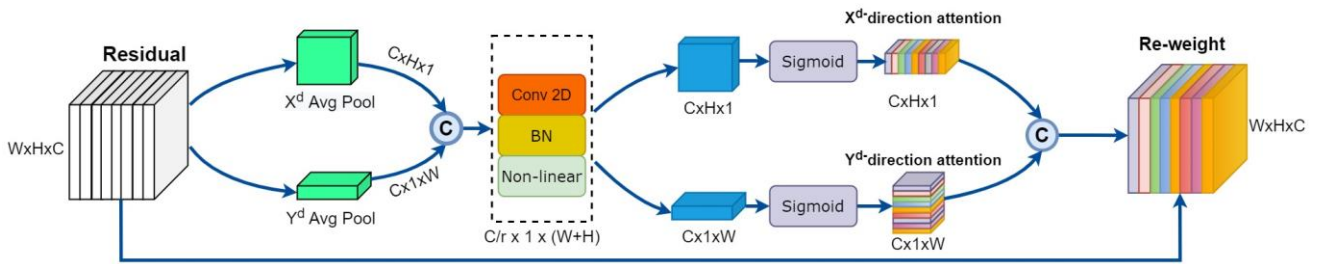 Residual
WxHxC
X^d Avg Pool
Y^d Avg Pool
CxHx1
Cx1xW
C
Conv 2D
BN
Non-linear
C/r x 1 x (W+H)
CxHx1
Sigmoid
X^d-direction attention
CxHx1
Cx1xW
Sigmoid
Y^d-direction attention
Cx1xW
C
Re-weight
WxHxC